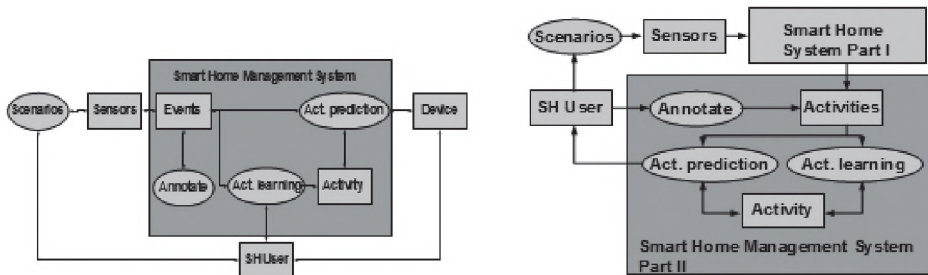 Smart Home Management System
Scenarios
Sensors
Events
Act. prediction
Device
Annotate
Act. learning
Activity
SHUser
Scenarios
Sensors
Smart Home
System Part I
SH User
Annotate
Activities
Act. prediction
Act. learning
Activity
Smart Home Management System
Part II